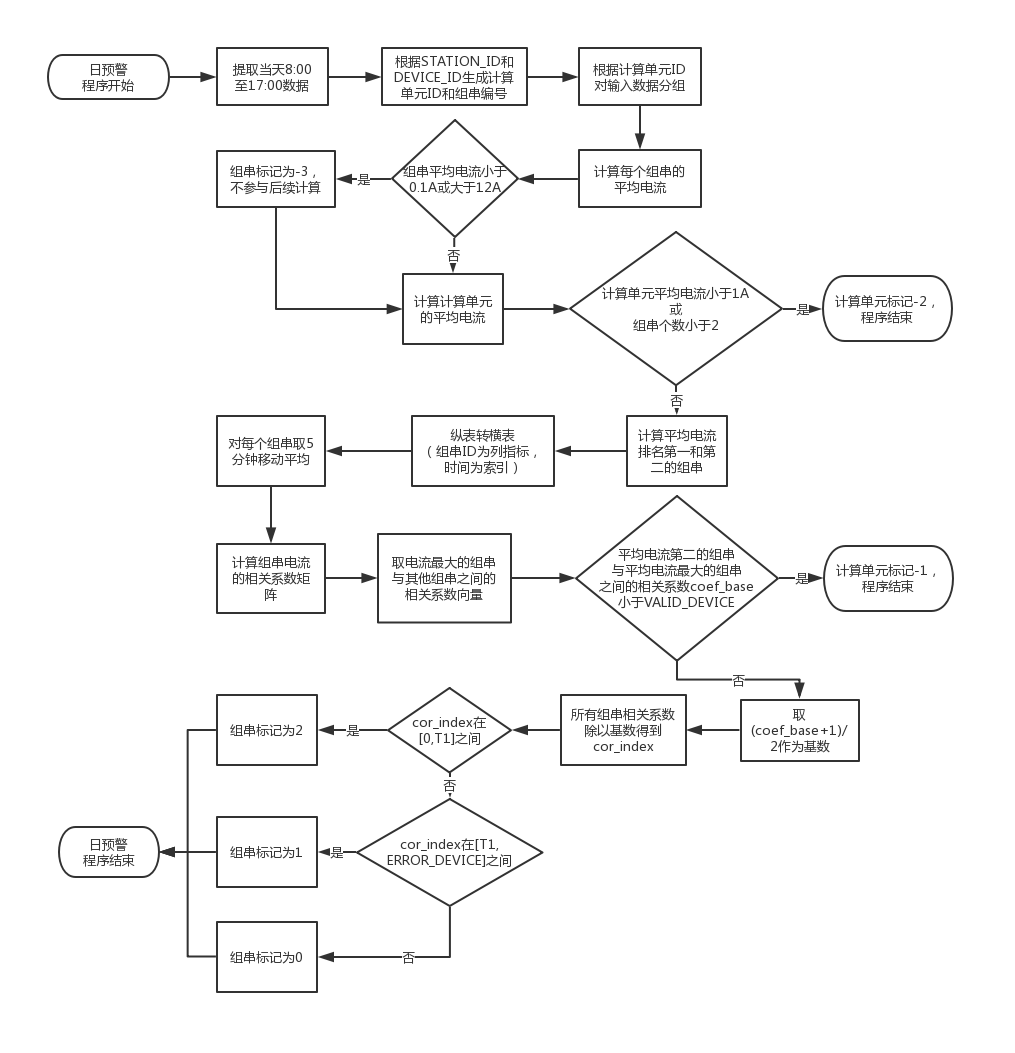 日预警
程序开始
提取当天8:00
至17:00数据
根据STATION_ID和
DEVICE_ID生成计算
单元ID和组串编号
根据计算单元ID
对输入数据分组
组串标记为-3，
不参与后续计算
是
组串平均电流小于
0.1A或大于12A
计算每个组串的
平均电流
否
计算计算单元
的平均电流
计算单元平均电流小于1A
或
组串个数小于2
是
计算单元标记-2，
程序结束
否
对每个组串取5
分钟移动平均
纵表转横表
（组串ID为列指标，
时间为索引）
计算平均电流
排名第一和第
二的组串
计算组串电流
的相关系数矩
阵
取电流最大的组串
与其他组串之间的
相关系数向量
平均电流第二的组串
与平均电流最大的组串
之间的相关系数coef_base
小于VALID_DEVICE
是
计算单元标记-1，
程序结束
否
组串标记为2
是
cor_index在
[0,T1]之间
所有组串相关系数
除以基数得到
cor_index
取
(coef_base+1)/
2作为基数
否
日预警
程序结束
组串标记为1
是
cor_index在[T1,
ERROR_DEVICE]之间
组串标记为0
否